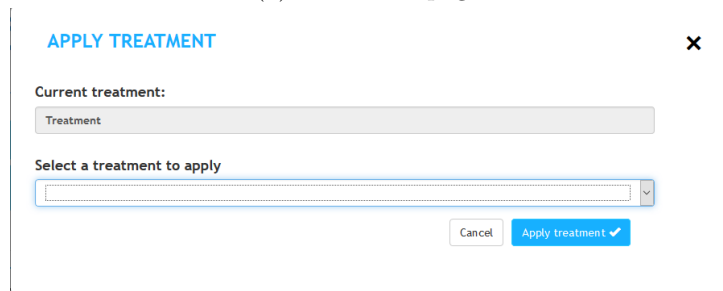 APPLY TREATMENT
Current treatment:
Treatment
Select a treatment to apply
Cancel Apply treatment